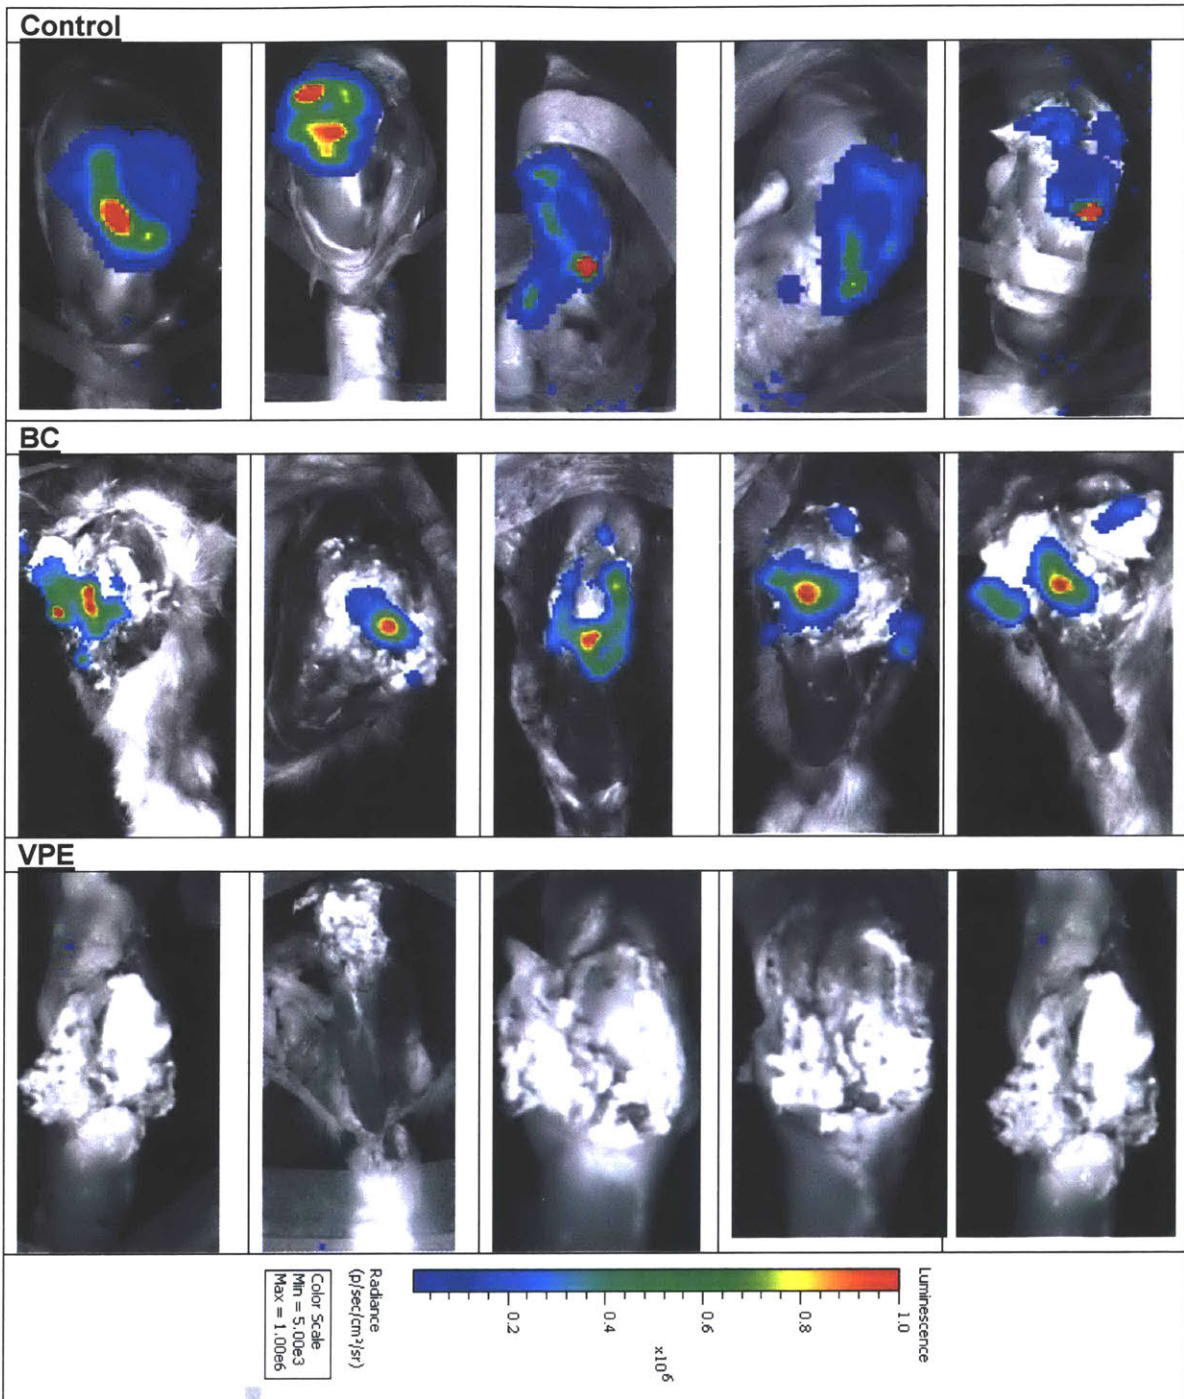 Control
BC
VPE
Luminescence
0.2
0.4
0.6
0.8
1.0
x10⁶
Radiance
(p/sec/cm²/sr)
Color Scale
Min = 5.00e3
Max = 1.00e6